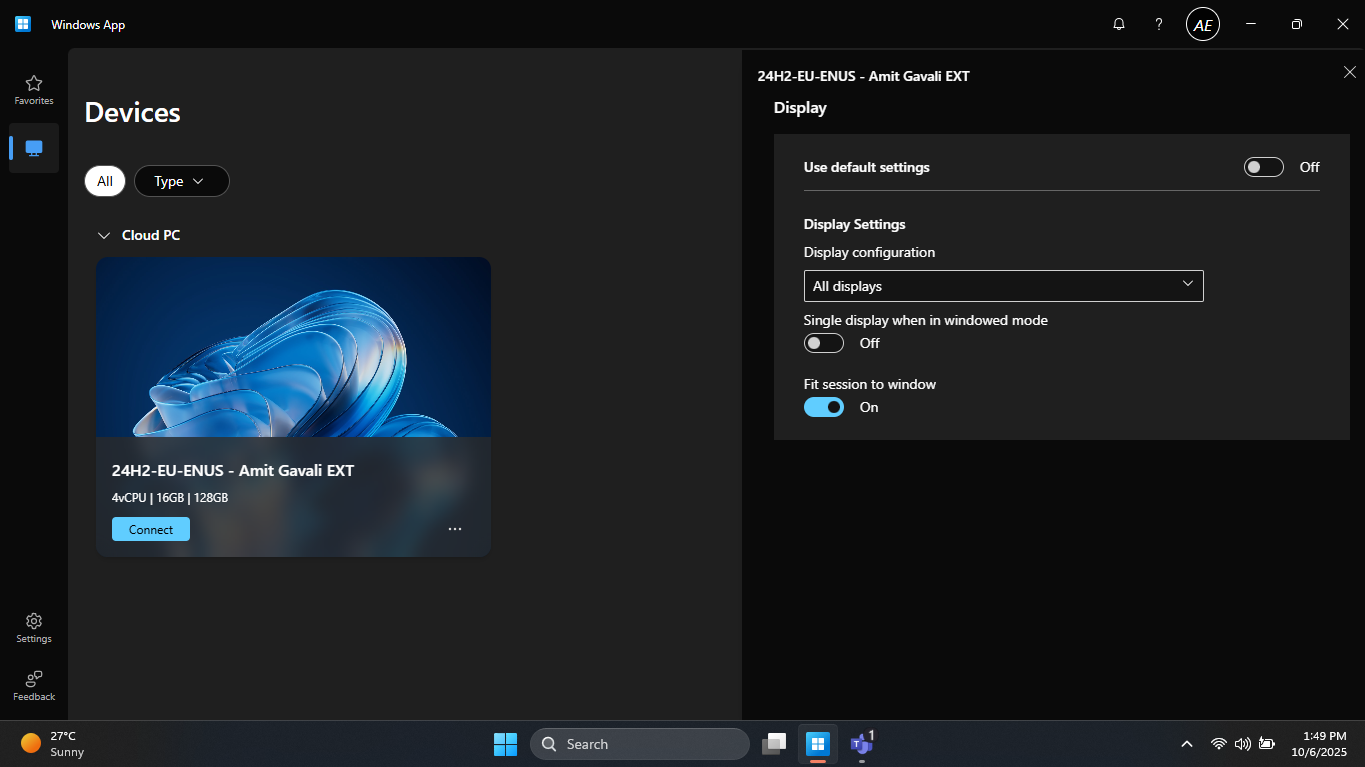 Windows App
?
AE
Favorites
Settings
Feedback
Devices
All
Type
Cloud PC
24H2-EU-ENUS - Amit Gavali EXT
4vCPU | 16GB | 128GB
Connect
...
24H2-EU-ENUS - Amit Gavali EXT
Display
Use default settings
Off
Display Settings
Display configuration
All displays
Single display when in windowed mode
Off
Fit session to window
On
27°C
Sunny
Search
T
1
1:49 PM
10/6/2025